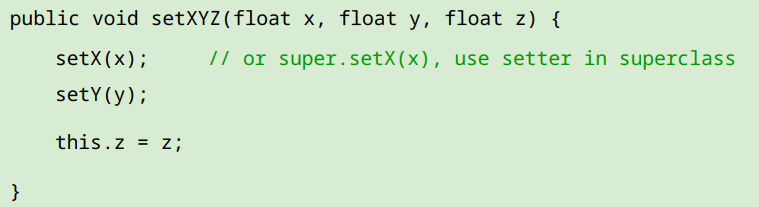 public void setXYZ(float x, float y, float z) {
setX(x); // or super.setX(x), use setter in superclass
setY(y);
this.z = z;
}